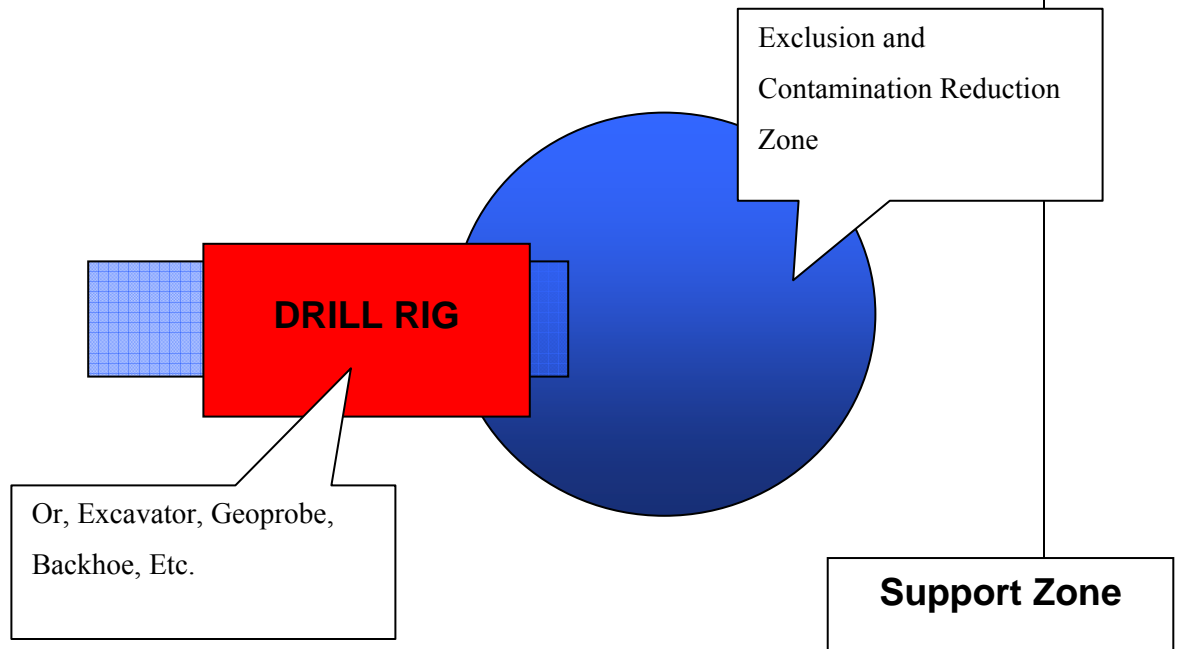 Exclusion and
Contamination Reduction
Zone
DRILL RIG
Or, Excavator, Geoprobe,
Backhoe, Etc.
Support Zone